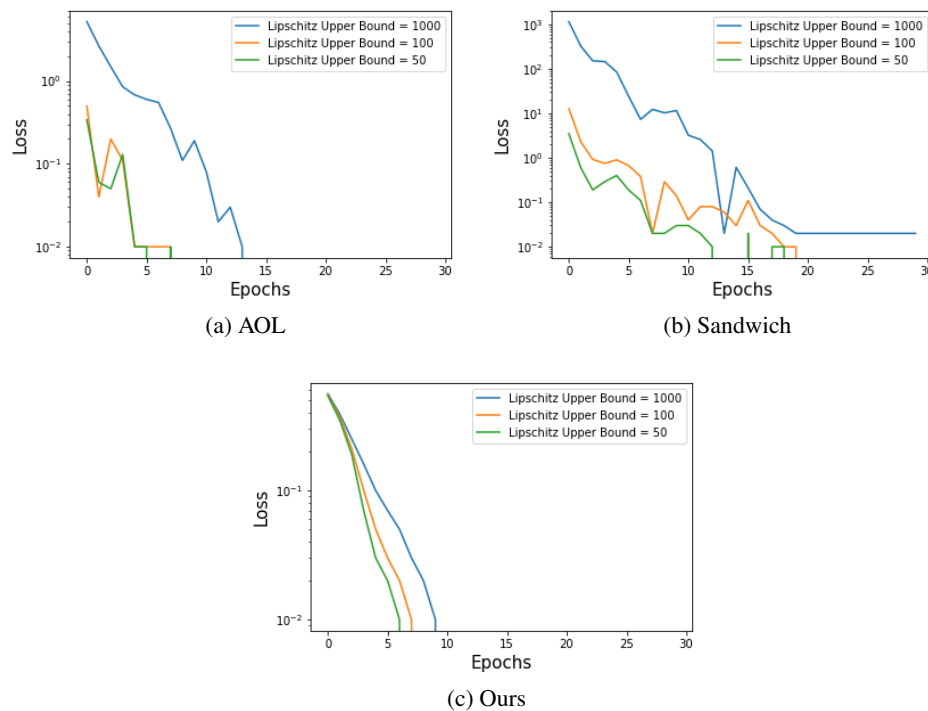 Lipschitz Upper Bound = 1000
Lipschitz Upper Bound = 100
Lipschitz Upper Bound = 50
10^0
10^-1
10^-2
Loss
0 5 10 15 20 25 30
Epochs
(a) AOL
Lipschitz Upper Bound = 1000
Lipschitz Upper Bound = 100
Lipschitz Upper Bound = 50
10^3
10^2
10^1
10^0
10^-1
10^-2
Loss
0 5 10 15 20 25 30
Epochs
(b) Sandwich
Lipschitz Upper Bound = 1000
Lipschitz Upper Bound = 100
Lipschitz Upper Bound = 50
10^-1
10^-2
Loss
0 5 10 15 20 25 30
Epochs
(c) Ours